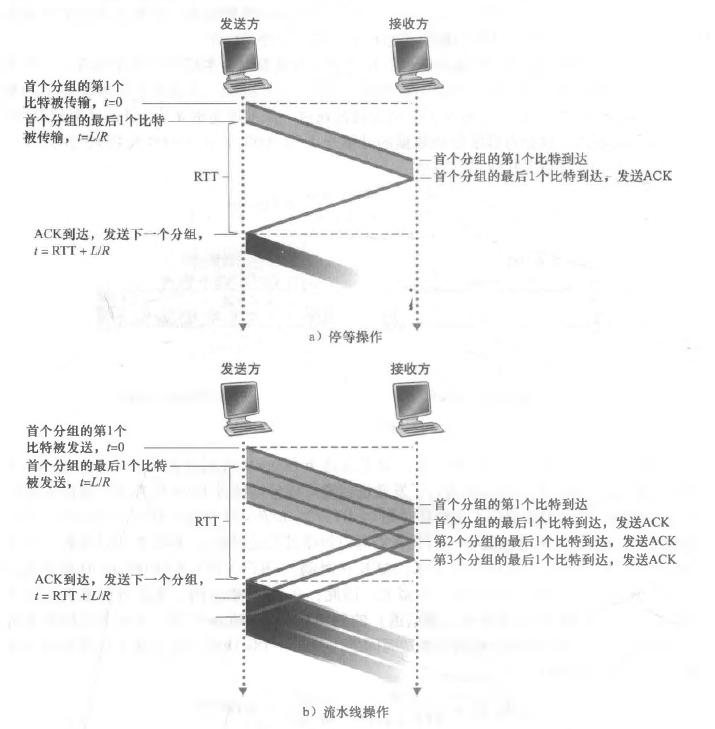 发送方 接收方
首个分组的第1个
比特被传输，t=0
首个分组的最后1个比特
被传输，t=L/R
首个分组的第1个比特到达
首个分组的最后1个比特到达，发送ACK
RTT
ACK到达，发送下一个分组，
t = RTT + L/R
a）停等操作
发送方 接收方
首个分组的第1个
比特被发送，t=0
首个分组的最后1个比特
被发送，t=L/R
首个分组的第1个比特到达
首个分组的最后1个比特到达，发送ACK
RTT
第2个分组的最后1个比特到达，发送ACK
第3个分组的最后1个比特到达，发送ACK
ACK到达，发送下一个分组，
t = RTT + L/R
b）流水线操作